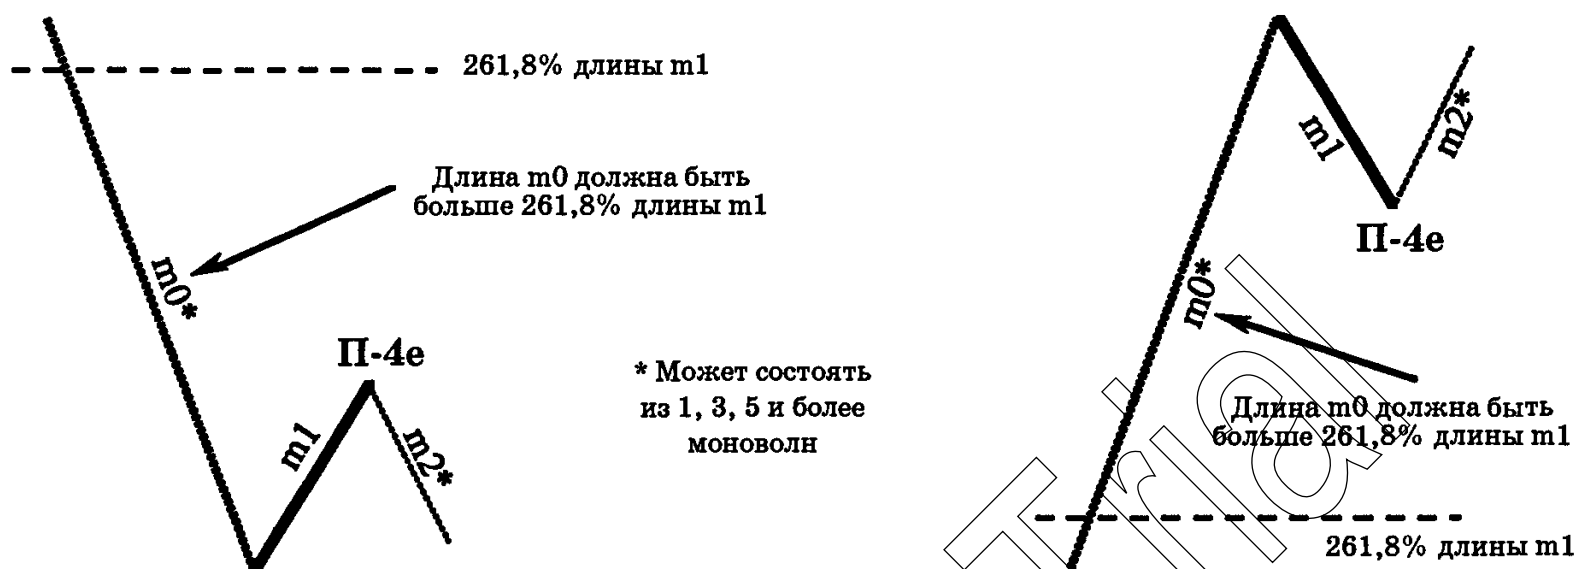 261,8% длины m1
Длина m0 должна быть
больше 261,8% длины m1
m0*
П-4e
m1
m2*
* Может состоять
из 1, 3, 5 и более
моноволн
m1
m2*
П-4e
m0*
Длина m0 должна быть
больше 261,8% длины m1
261,8% длины m1
Trial